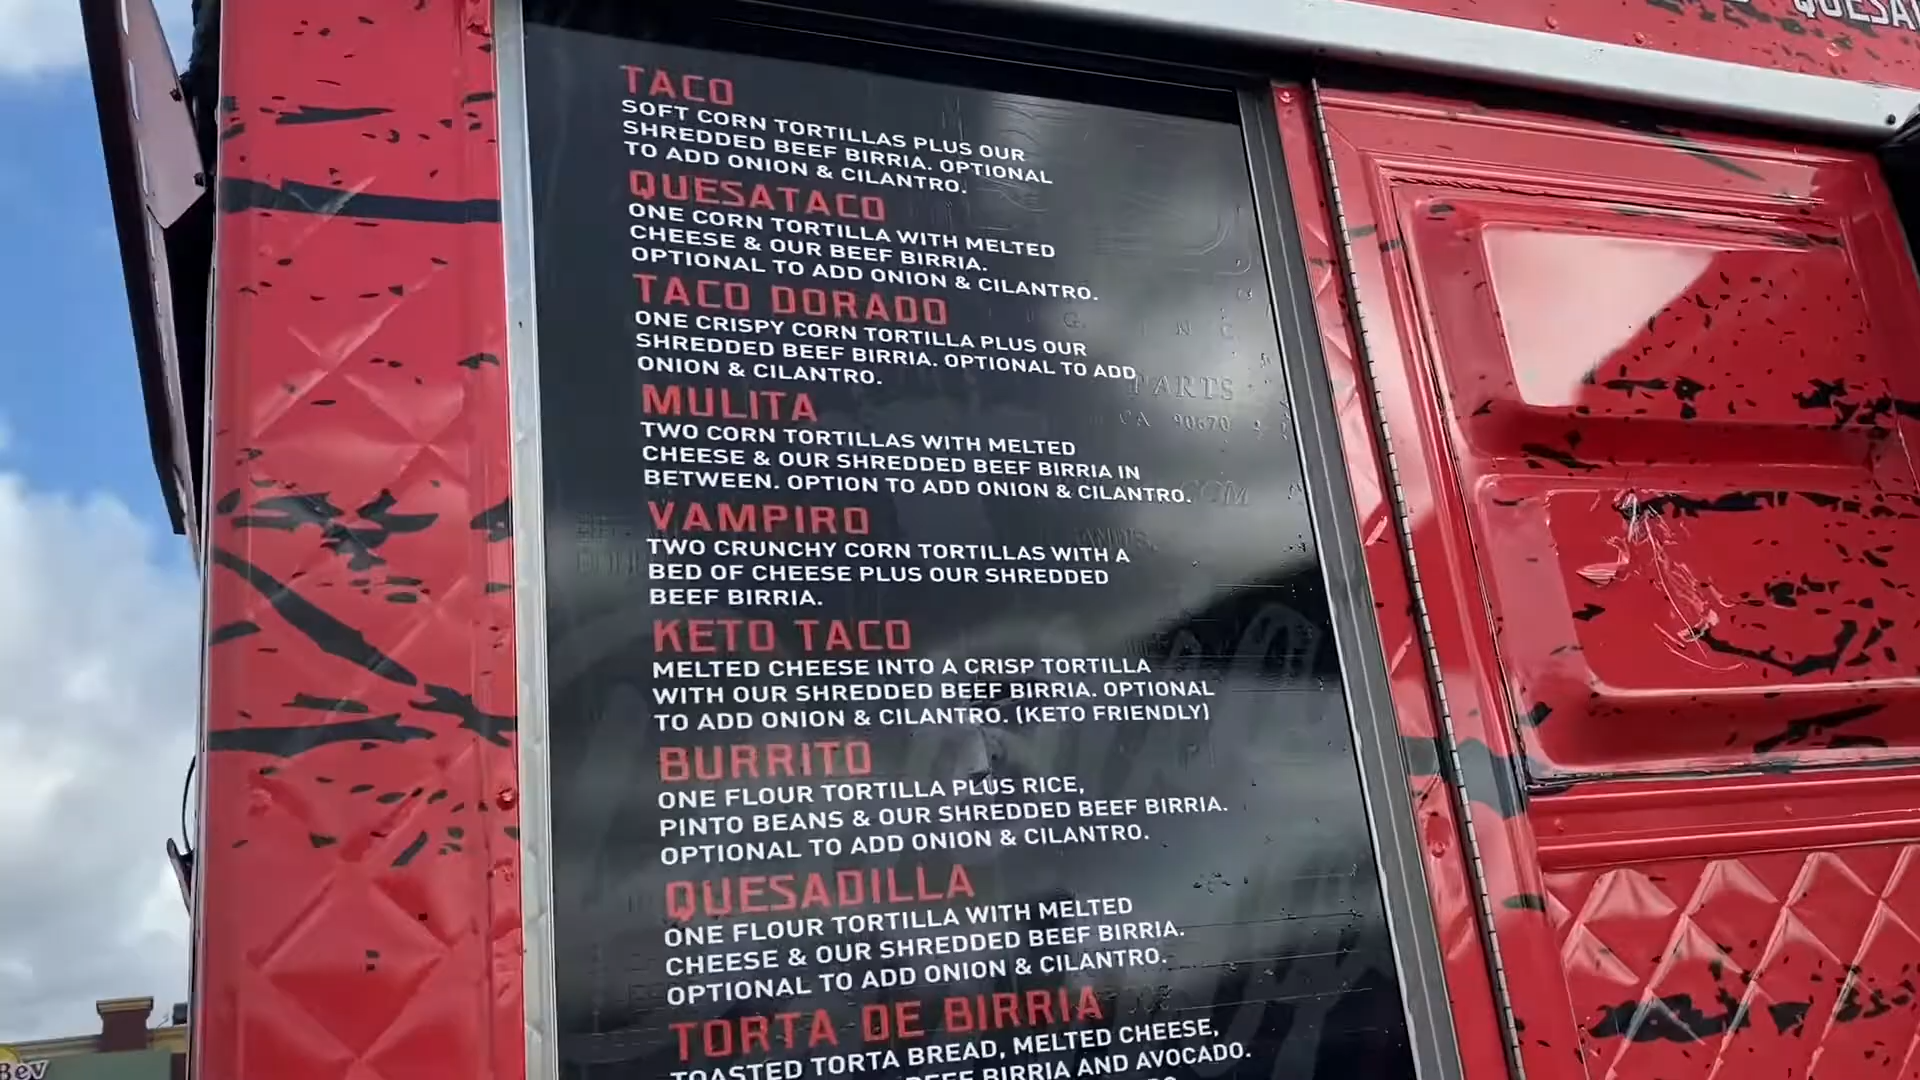 QUESA
TACO
SOFT CORN TORTILLAS PLUS OUR
SHREDDED BEEF BIRRIA. OPTIONAL
TO ADD ONION & CILANTRO.
QUESATACO
ONE CORN TORTILLA WITH MELTED
CHEESE & OUR BEEF BIRRIA.
OPTIONAL TO ADD ONION & CILANTRO.
TACO DORADO
ONE CRISPY CORN TORTILLA PLUS OUR
SHREDDED BEEF BIRRIA. OPTIONAL TO ADD
ONION & CILANTRO.
PARTS
CA 90670
MULITA
TWO CORN TORTILLAS WITH MELTED
CHEESE & OUR SHREDDED BEEF BIRRIA IN
BETWEEN. OPTION TO ADD ONION & CILANTRO.
.COM
VAMPIRO
TWO CRUNCHY CORN TORTILLAS WITH A
BED OF CHEESE PLUS OUR SHREDDED
BEEF BIRRIA.
KETO TACO
MELTED CHEESE INTO A CRISP TORTILLA
WITH OUR SHREDDED BEEF BIRRIA. OPTIONAL
TO ADD ONION & CILANTRO. (KETO FRIENDLY)
BURRITO
ONE FLOUR TORTILLA PLUS RICE,
PINTO BEANS & OUR SHREDDED BEEF BIRRIA.
OPTIONAL TO ADD ONION & CILANTRO.
QUESADILLA
ONE FLOUR TORTILLA WITH MELTED
CHEESE & OUR SHREDDED BEEF BIRRIA.
OPTIONAL TO ADD ONION & CILANTRO.
TORTA DE BIRRIA
TOASTED TORTA BREAD, MELTED CHEESE,
BEEF BIRRIA AND AVOCADO.
Bev